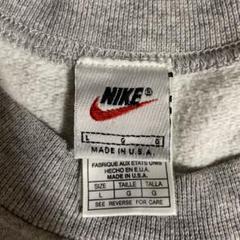 NIKE
L G G
MADE IN U.S.A.
FABRIQUE AUX ETATS UNIS
HECHO EN E.U.A.
MADE IN U.S.A.
SIZE TAILLE TALLA
L G G
SEE REVERSE FOR CARE